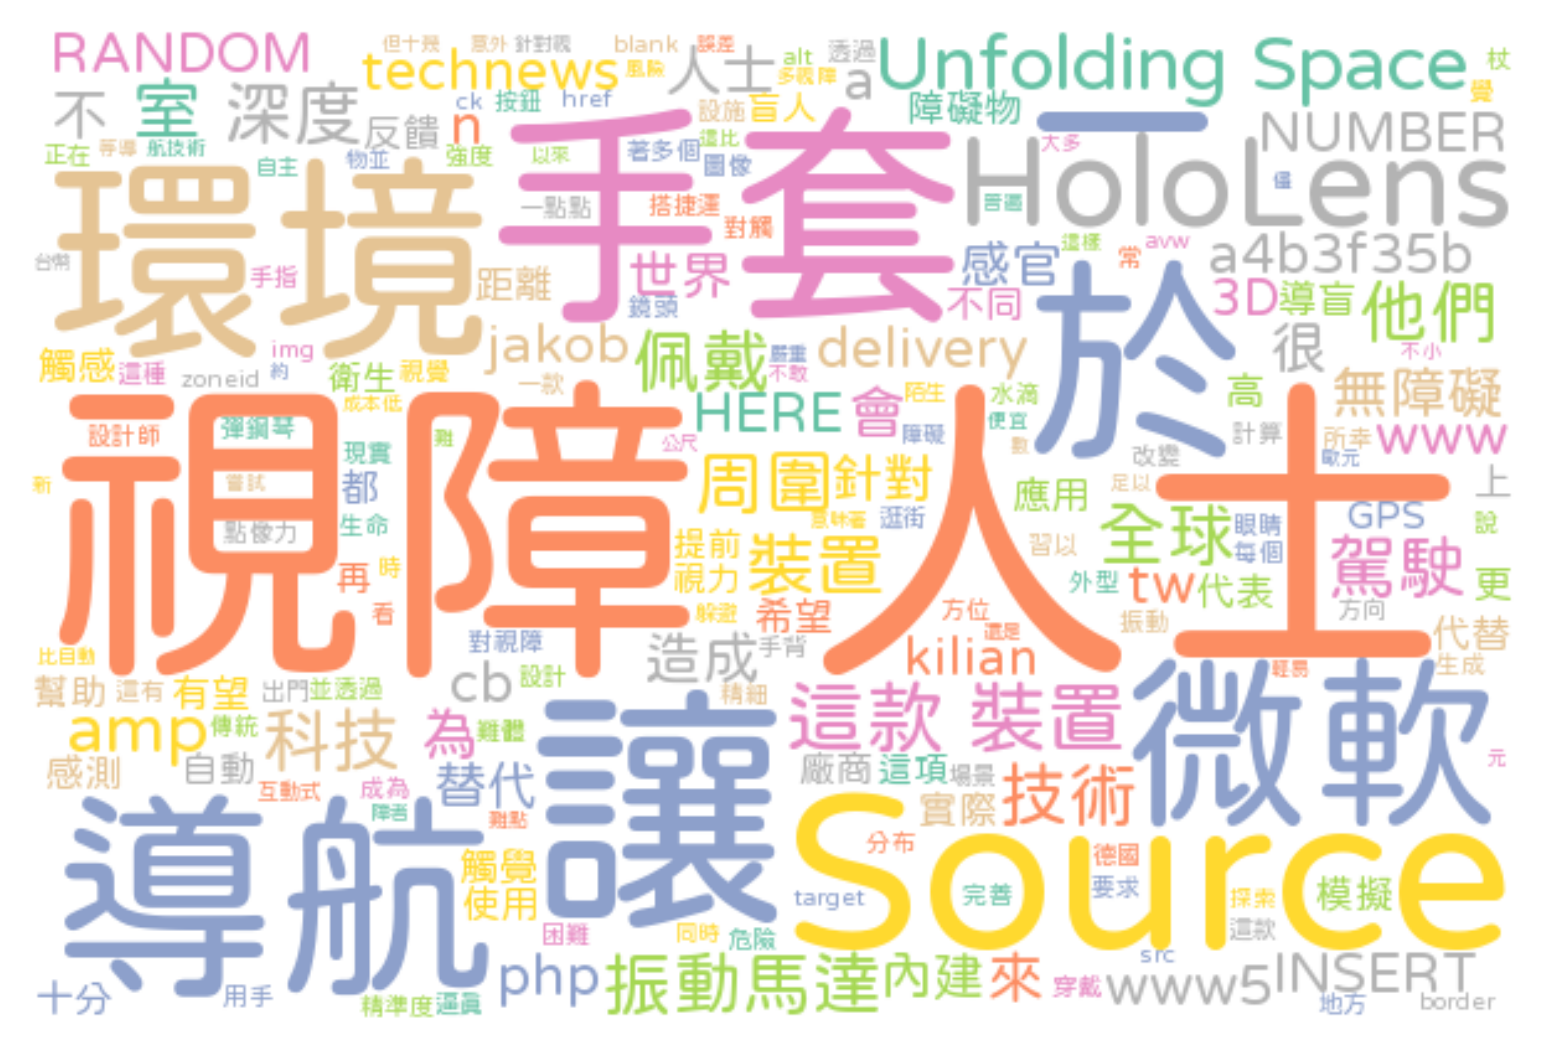 RANDOM
但十幾
意外
針對視
blank
誤差
technews
風險
人士
alt
多視障
透過
a
Unfolding Space
杖
覺
不
室
深度
反饋
ck
按鈕
href
n
設施
盲人
障礙物
一
NUMBER
正在
等導
航技術
自主
物並
強度
以來
著多個
這比
圖像
大多
HoloLens
僅
普遍
環境
手套
一點點
搭捷運
對觸
台幣
手指
距離
世界
鏡頭
感官
這樣
常
avw
a4b3f35b
不同
於
3D
導盲
他們
觸感
這種
img
約
zoneid
衛生
視覺
jakob
佩戴
嚴重
不敢
delivery
很
不小
一款
成本低
HERE
會
陌生
障礙
水滴
便宜
高
無障礙
視障人士
設計師
彈鋼琴
現實
難
公尺
數
計算
所幸
歐元
www
改變
新
嘗試
都
周圍
針對
應用
足以
上
點像力
生命
意味著
逛街
全球
眼睛
每個
GPS
說
提前
視力
裝置
習以
駕駛
再
時
看
躲避
希望
方位
還是
外型
tw
代表
更
振動
方向
比自動
對視障
造成
手背
kilian
代替
生成
輕易
幫助
這有
有望
出門
並透過
cb
設計
精細
這款 裝置
微軟
amp
傳統
科技
為
難體
讓
感測
自動
互動式
成為
替代
廠商
這項
場景
元
障者
難點
技術
實際
導航
觸覺
使用
Source
分布
德國
要求
target
完善
探索
模擬
這款
困難
同時
危險
十分
用手
精準度
逼真
php
振動馬達
內建
來
穿戴
www5
src
INSERT
地方
border